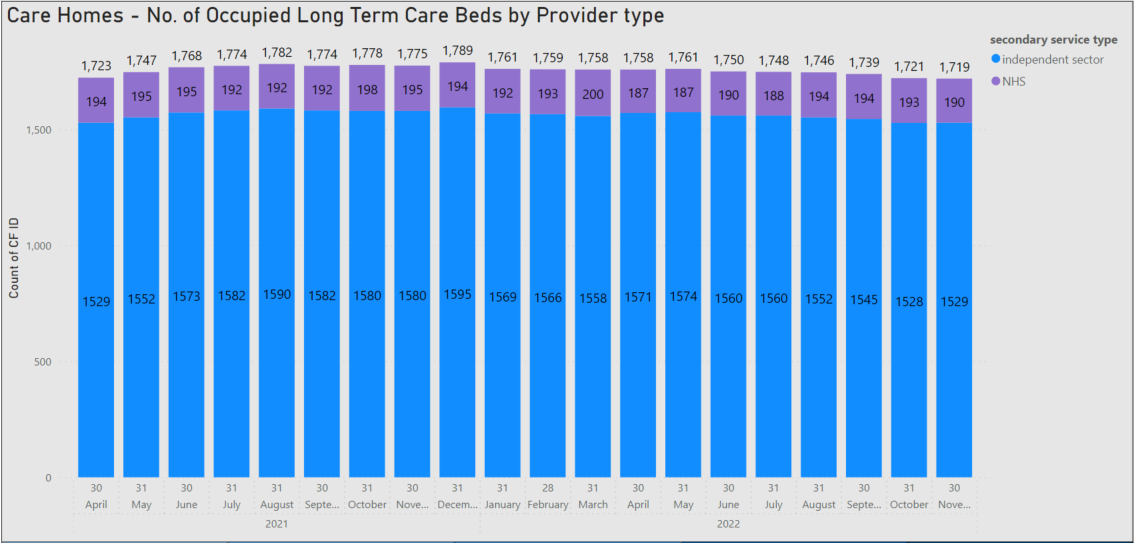 Care Homes - No. of Occupied Long Term Care Beds by Provider type
secondary service type
independent sector
NHS
1,723 1,747 1,768 1,774 1,782 1,774 1,778 1,775 1,789 1,761 1,759 1,758 1,758 1,761 1,750 1,748 1,746 1,739 1,721 1,719
194 195 195 192 192 192 198 195 194 192 193 200 187 187 190 188 194 194 193 190
1529 1552 1573 1582 1590 1582 1580 1580 1595 1569 1566 1558 1571 1574 1560 1560 1552 1545 1528 1529
Count of CF ID
1,500
1,000
500
0
30 31 30 31 31 30 31 30 31 31 28 31 30 31 30 31 31 30 31 30
April May June July August Septe... October Nove... Decem... January February March April May June July August Septe... October Nove...
2021 2022